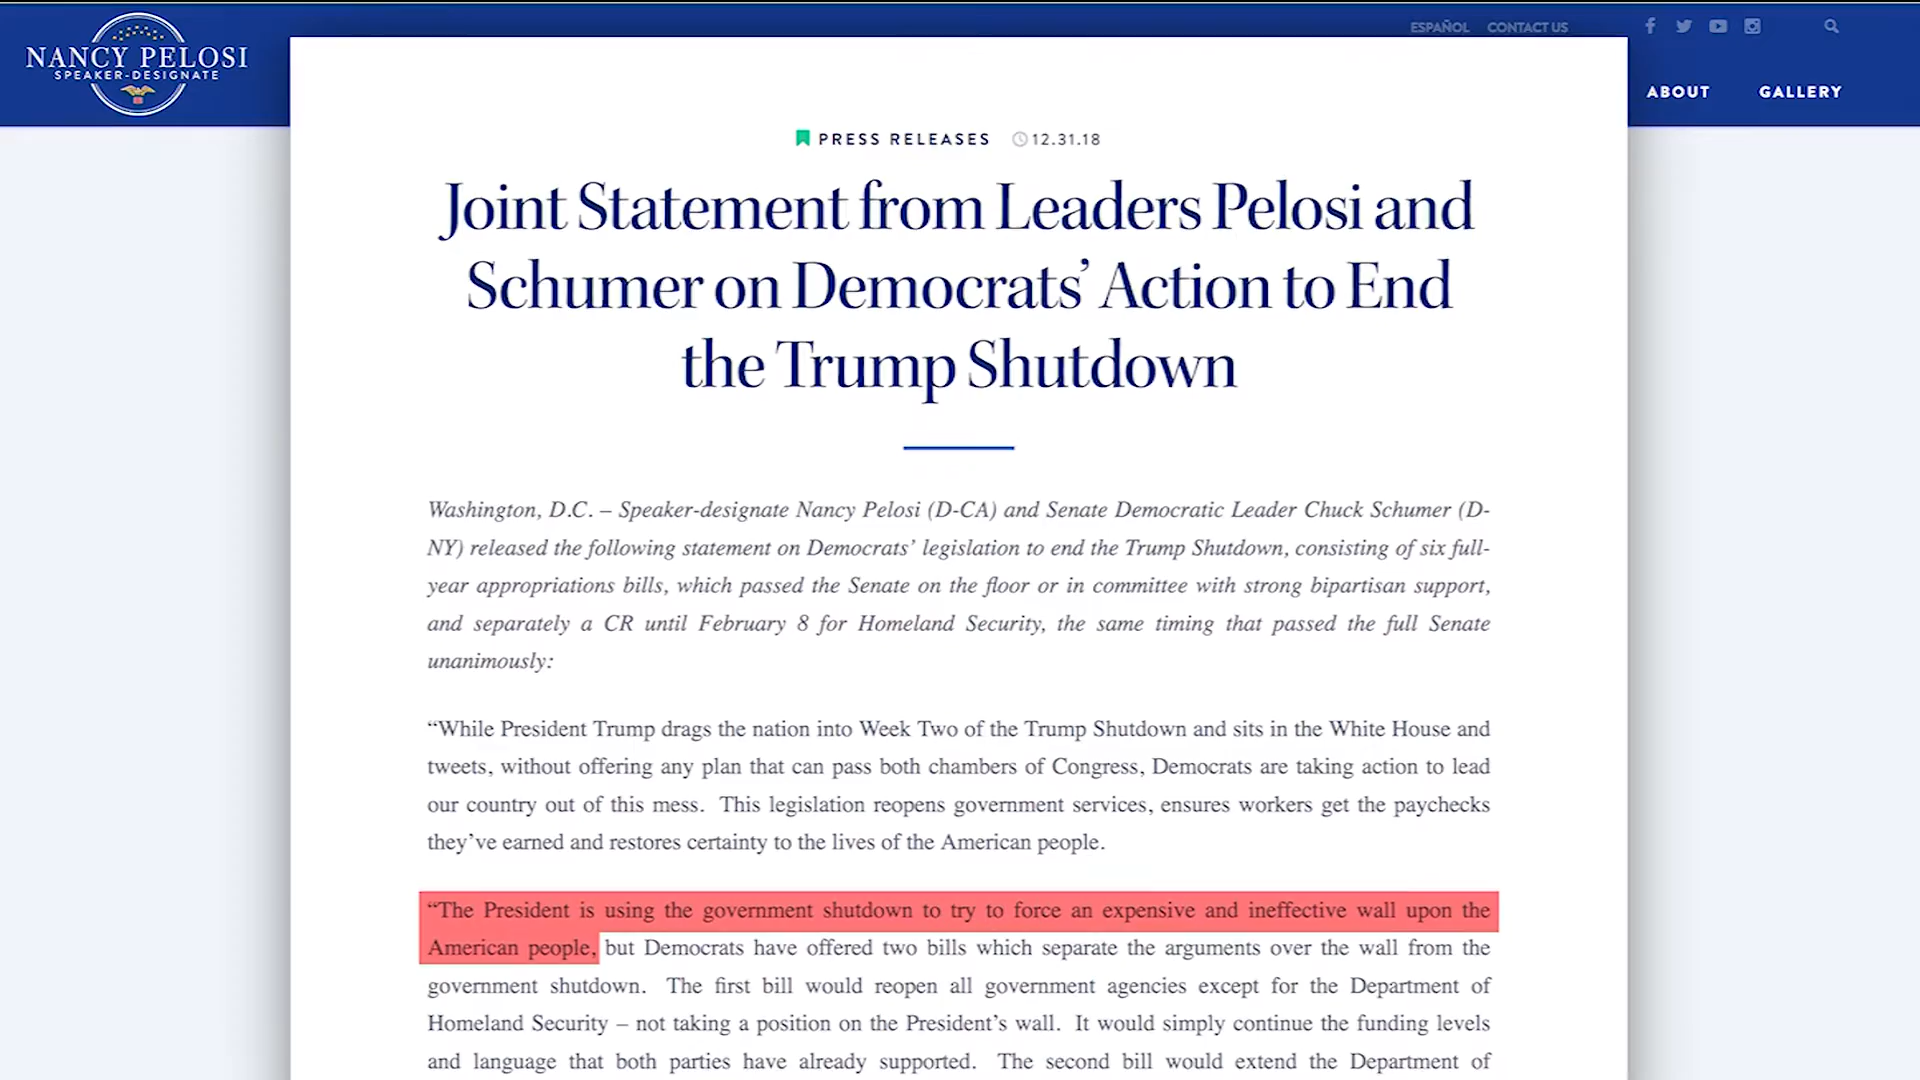 ESPAÑOL CONTACT US
NANCY PELOSI
SPEAKER-DESIGNATE
ABOUT GALLERY
PRESS RELEASES 12.31.18
Joint Statement from Leaders Pelosi and
Schumer on Democrats’ Action to End
the Trump Shutdown
Washington, D.C. – Speaker-designate Nancy Pelosi (D-CA) and Senate Democratic Leader Chuck Schumer (D-
NY) released the following statement on Democrats’ legislation to end the Trump Shutdown, consisting of six full-
year appropriations bills, which passed the Senate on the floor or in committee with strong bipartisan support,
and separately a CR until February 8 for Homeland Security, the same timing that passed the full Senate
unanimously:
“While President Trump drags the nation into Week Two of the Trump Shutdown and sits in the White House and
tweets, without offering any plan that can pass both chambers of Congress, Democrats are taking action to lead
our country out of this mess.  This legislation reopens government services, ensures workers get the paychecks
they’ve earned and restores certainty to the lives of the American people.
“The President is using the government shutdown to try to force an expensive and ineffective wall upon the
American people, but Democrats have offered two bills which separate the arguments over the wall from the
government shutdown.  The first bill would reopen all government agencies except for the Department of
Homeland Security – not taking a position on the President’s wall.  It would simply continue the funding levels
and language that both parties have already supported.  The second bill would extend the Department of